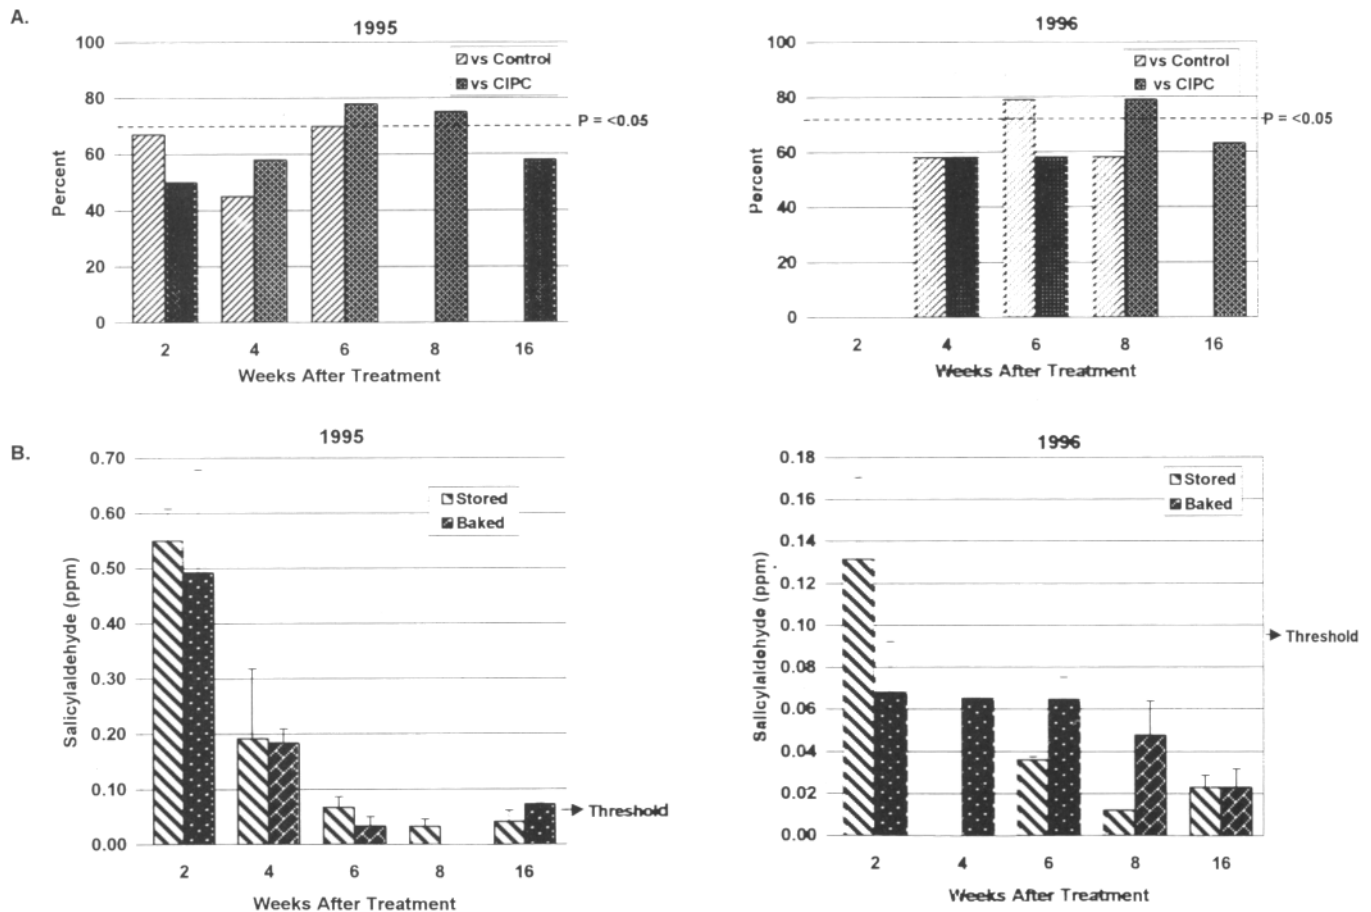 A.
1995
100
80
60
40
20
0
Percent
vs Control
vs CIPC
P = <0.05
2 4 6 8 16
Weeks After Treatment
1996
100
80
60
40
20
0
Percent
vs Control
vs CIPC
P = <0.05
2 4 6 8 16
Weeks After Treatment
B.
1995
0.70
0.60
0.50
0.40
0.30
0.20
0.10
0.00
Salicylaldehyde (ppm)
Stored
Baked
Threshold
2 4 6 8 16
Weeks After Treatment
1996
0.18
0.16
0.14
0.12
0.10
0.08
0.06
0.04
0.02
0.00
Salicylaldehyde (ppm)
Stored
Baked
Threshold
2 4 6 8 16
Weeks After Treatment